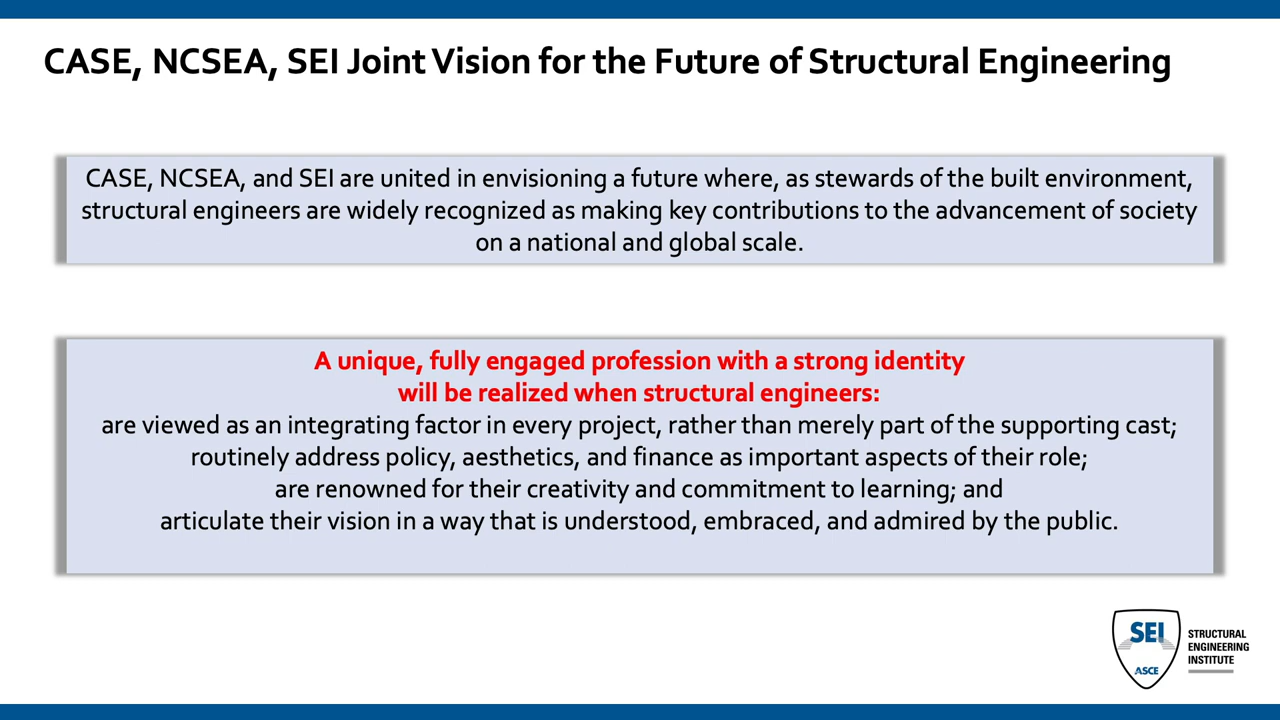 CASE, NCSEA, SEI Joint Vision for the Future of Structural Engineering
CASE, NCSEA, and SEI are united in envisioning a future where, as stewards of the built environment,
structural engineers are widely recognized as making key contributions to the advancement of society
on a national and global scale.
A unique, fully engaged profession with a strong identity
will be realized when structural engineers:
are viewed as an integrating factor in every project, rather than merely part of the supporting cast;
routinely address policy, aesthetics, and finance as important aspects of their role;
are renowned for their creativity and commitment to learning; and
articulate their vision in a way that is understood, embraced, and admired by the public.
SEI
ASCE
STRUCTURAL
ENGINEERING
INSTITUTE